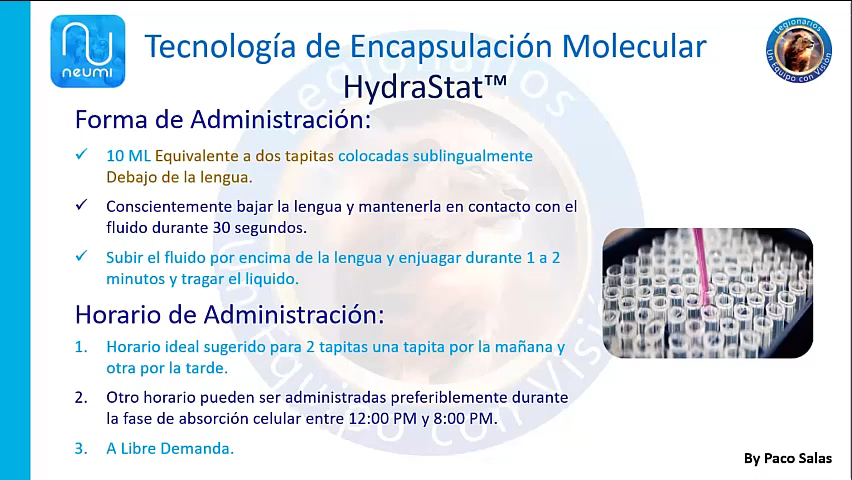 neumi
Tecnología de Encapsulación Molecular
HydraStat™
Legionarios
Un Equipo con Visión
Forma de Administración:
✓ 10 ML Equivalente a dos tapitas colocadas sublingualmente
Debajo de la lengua.
✓ Conscientemente bajar la lengua y mantenerla en contacto con el
fluido durante 30 segundos.
✓ Subir el fluido por encima de la lengua y enjuagar durante 1 a 2
minutos y tragar el liquido.
Horario de Administración:
1. Horario ideal sugerido para 2 tapitas una tapita por la mañana y
otra por la tarde.
2. Otro horario pueden ser administradas preferiblemente durante
la fase de absorción celular entre 12:00 PM y 8:00 PM.
3. A Libre Demanda.
Legionarios
Un Equipo con Visión
By Paco Salas